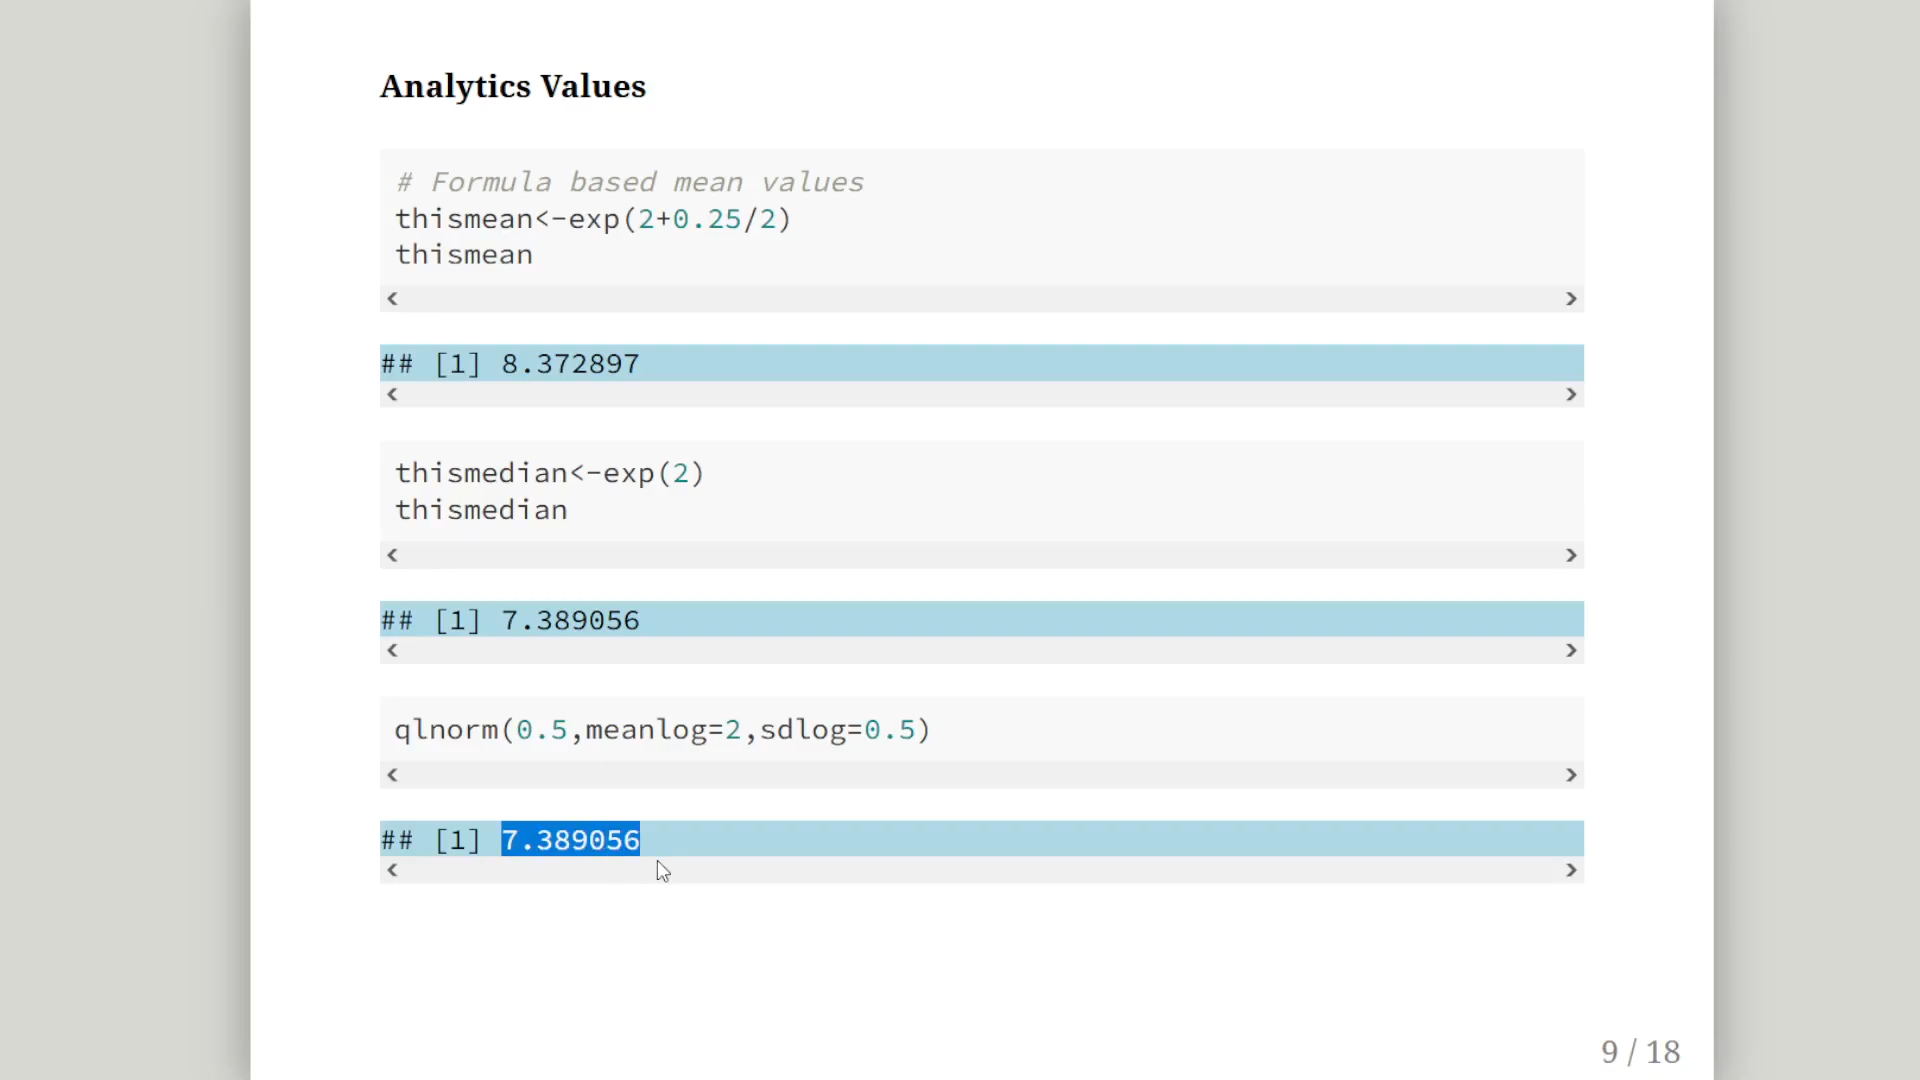 Analytics Values
# Formula based mean values
thismean<-exp(2+0.25/2)
thismean
## [1] 8.372897
thismedian<-exp(2)
thismedian
## [1] 7.389056
qlnorm(0.5,meanlog=2,sdlog=0.5)
## [1] 7.389056
9 / 18